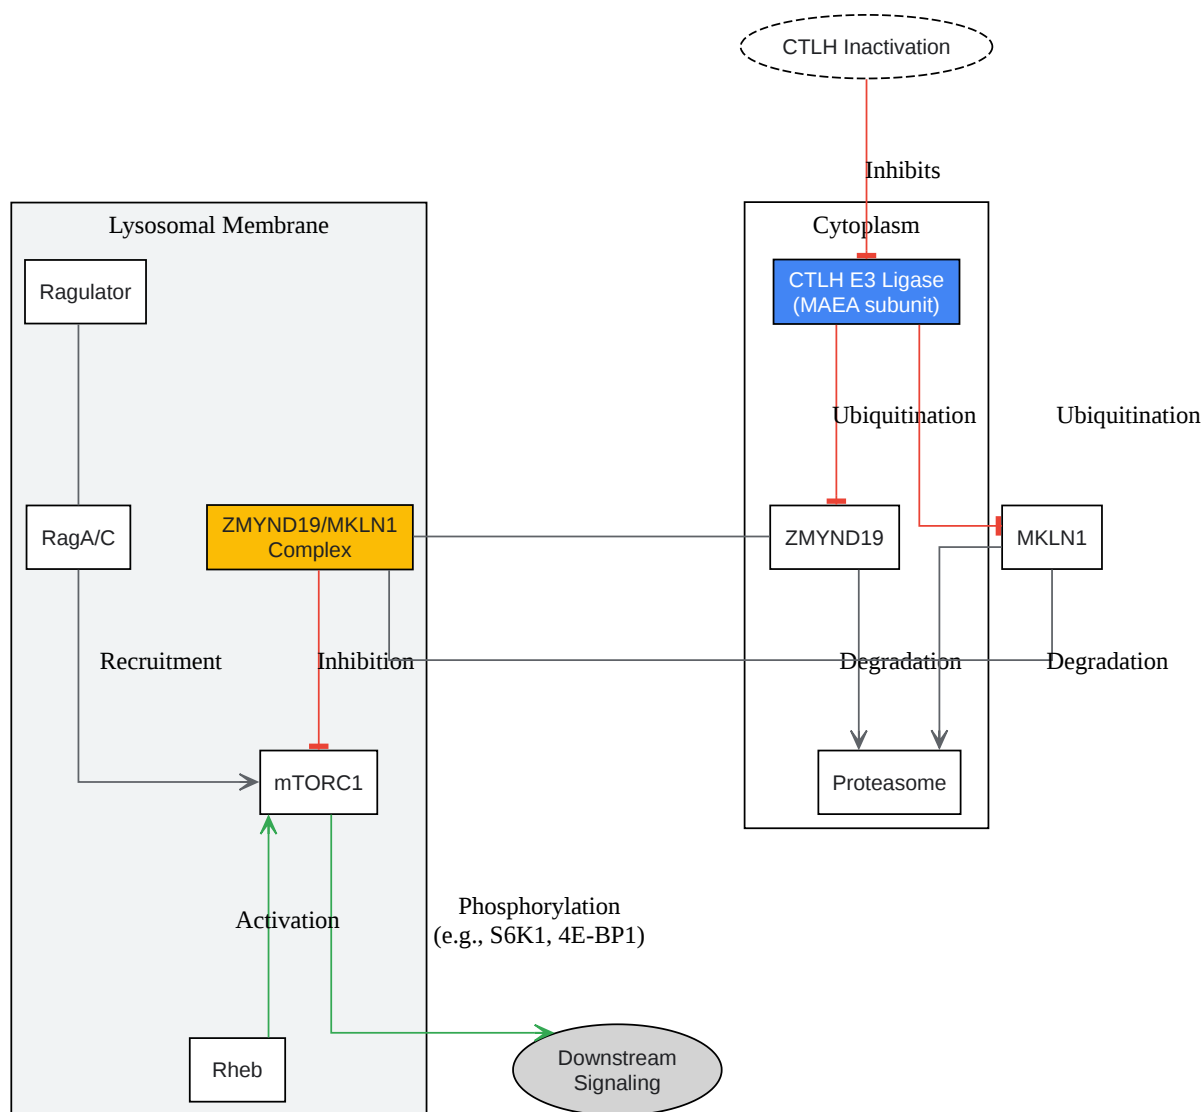 CTLH Inactivation
Inhibits
Lysosomal Membrane
Cytoplasm
Ragulator
CTLH E3 Ligase
(MAEA subunit)
Ubiquitination
Ubiquitination
RagA/C
ZMYND19/MKLN1
Complex
ZMYND19
MKLN1
Recruitment
Inhibition
Degradation
Degradation
mTORC1
Proteasome
Activation
Phosphorylation
(e.g., S6K1, 4E-BP1)
Rheb
Downstream
Signaling